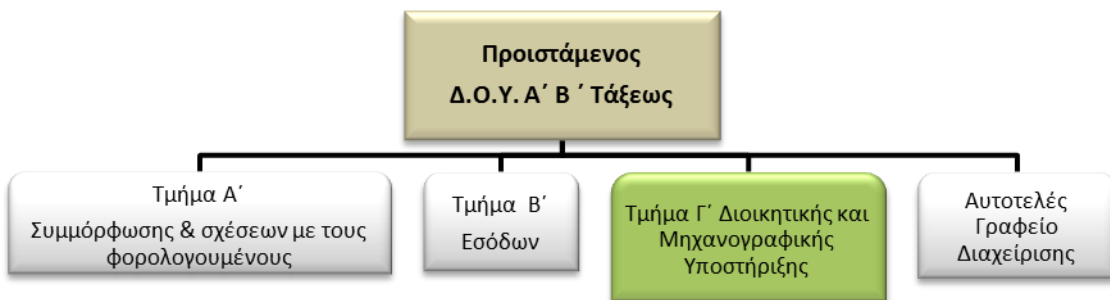 Προιστάμενος
Δ.Ο.Υ. Α΄ Β ΄ Τάξεως
Τμήμα Α΄
Συμμόρφωσης & σχέσεων με τους
φορολογουμένους
Τμήμα Β΄
Εσόδων
Τμήμα Γ΄ Διοικητικής και
Μηχανογραφικής
Υποστήριξης
Αυτοτελές
Γραφείο
Διαχείρισης